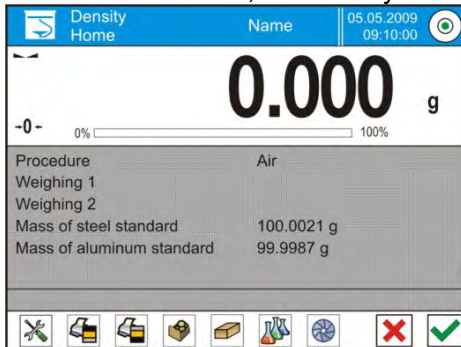 Density Name 05.05.2009
Home 09:10:00
0.000 g
→0← 0% 100%
Procedure Air
Weighing 1
Weighing 2
Mass of steel standard 100.0021 g
Mass of aluminum standard 99.9987 g